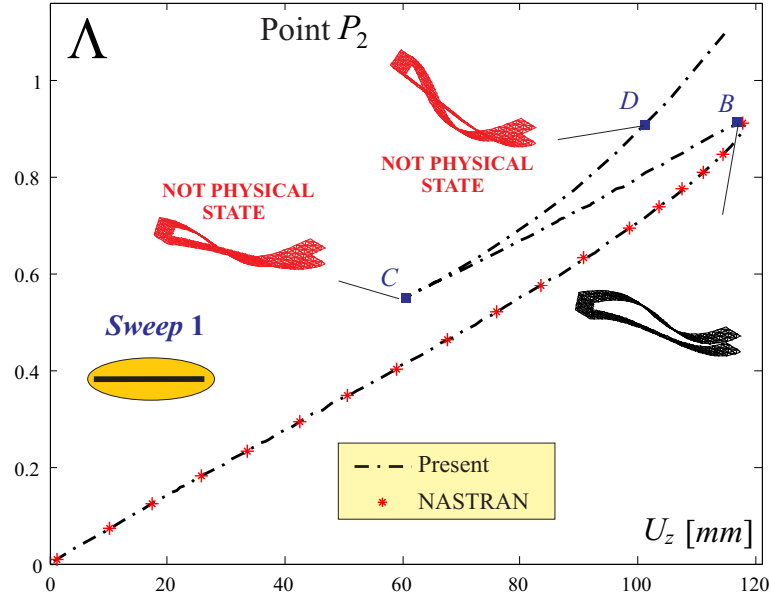 Λ
Point P₂
1
0.8
0.6
0.4
0.2
0
D
B
NOT PHYSICAL
STATE
NOT PHYSICAL
STATE
C
Sweep 1
Present
NASTRAN
U_z [mm]
0
20
40
60
80
100
120